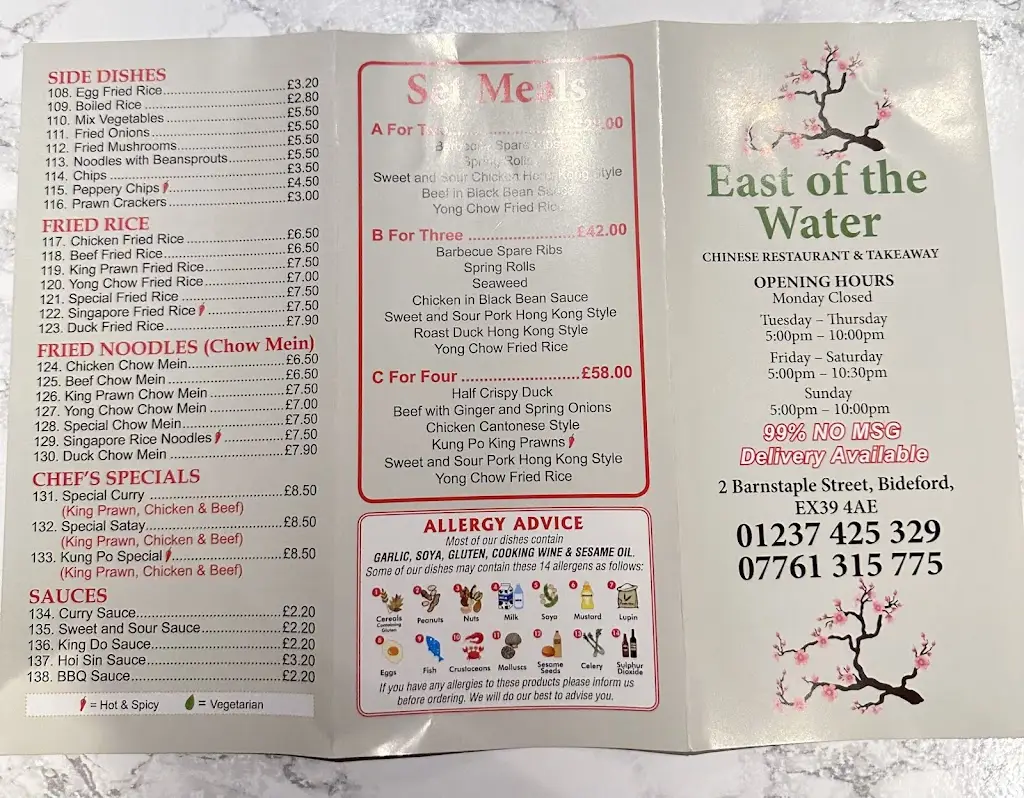 SIDE DISHES
108. Egg Fried Rice............£3.20
109. Boiled Rice............£2.80
110. Mix Vegetables............£5.50
111. Fried Onions............£5.50
112. Fried Mushrooms............£5.50
113. Noodles with Beansprouts............£5.50
114. Chips............£3.50
115. Peppery Chips............£4.50
116. Prawn Crackers............£3.00
FRIED RICE
117. Chicken Fried Rice............£6.50
118. Beef Fried Rice............£6.50
119. King Prawn Fried Rice............£7.50
120. Yong Chow Fried Rice............£7.00
121. Special Fried Rice............£7.50
122. Singapore Fried Rice............£7.50
123. Duck Fried Rice............£7.90
FRIED NOODLES (Chow Mein)
124. Chicken Chow Mein............£6.50
125. Beef Chow Mein............£6.50
126. King Prawn Chow Mein............£7.50
127. Yong Chow Chow Mein............£7.00
128. Special Chow Mein............£7.50
129. Singapore Rice Noodles............£7.50
130. Duck Chow Mein............£7.90
CHEF'S SPECIALS
131. Special Curry............£8.50
(King Prawn, Chicken & Beef)
132. Special Satay............£8.50
(King Prawn, Chicken & Beef)
133. Kung Po Special............£8.50
(King Prawn, Chicken & Beef)
SAUCES
134. Curry Sauce............£2.20
135. Sweet and Sour Sauce............£2.20
136. King Do Sauce............£2.20
137. Hoi Sin Sauce............£3.20
138. BBQ Sauce............£2.20
= Hot & Spicy = Vegetarian
Set Meals
A For
Barbecue Spare Ribs
Spring Rolls
Sweet and Sour Chicken Hong Kong Style
Beef in Black Bean Sauce
Yong Chow Fried Rice
B For Three............£42.00
Barbecue Spare Ribs
Spring Rolls
Seaweed
Chicken in Black Bean Sauce
Sweet and Sour Pork Hong Kong Style
Roast Duck Hong Kong Style
Yong Chow Fried Rice
C For Four............£58.00
Half Crispy Duck
Beef with Ginger and Spring Onions
Chicken Cantonese Style
Kung Po King Prawns
Sweet and Sour Pork Hong Kong Style
Yong Chow Fried Rice
ALLERGY ADVICE
Most of our dishes contain
GARLIC, SOYA, GLUTEN, COOKING WINE & SESAME OIL.
Some of our dishes may contain these 14 allergens as follows:
1 2 3 4 5 6 7
Cereals Containing Gluten Peanuts Nuts Milk Soya Mustard Lupin
8 9 10 11 12 13 14
Eggs Fish Crustaceans Molluscs Sesame Seeds Celery Sulphur Dioxide
If you have any allergies to these products please inform us
before ordering. We will do our best to advise you.
East of the
Water
CHINESE RESTAURANT & TAKEAWAY
OPENING HOURS
Monday Closed
Tuesday – Thursday
5:00pm – 10:00pm
Friday – Saturday
5:00pm – 10:30pm
Sunday
5:00pm – 10:00pm
99% NO MSG
Delivery Available
2 Barnstaple Street, Bideford,
EX39 4AE
01237 425 329
07761 315 775